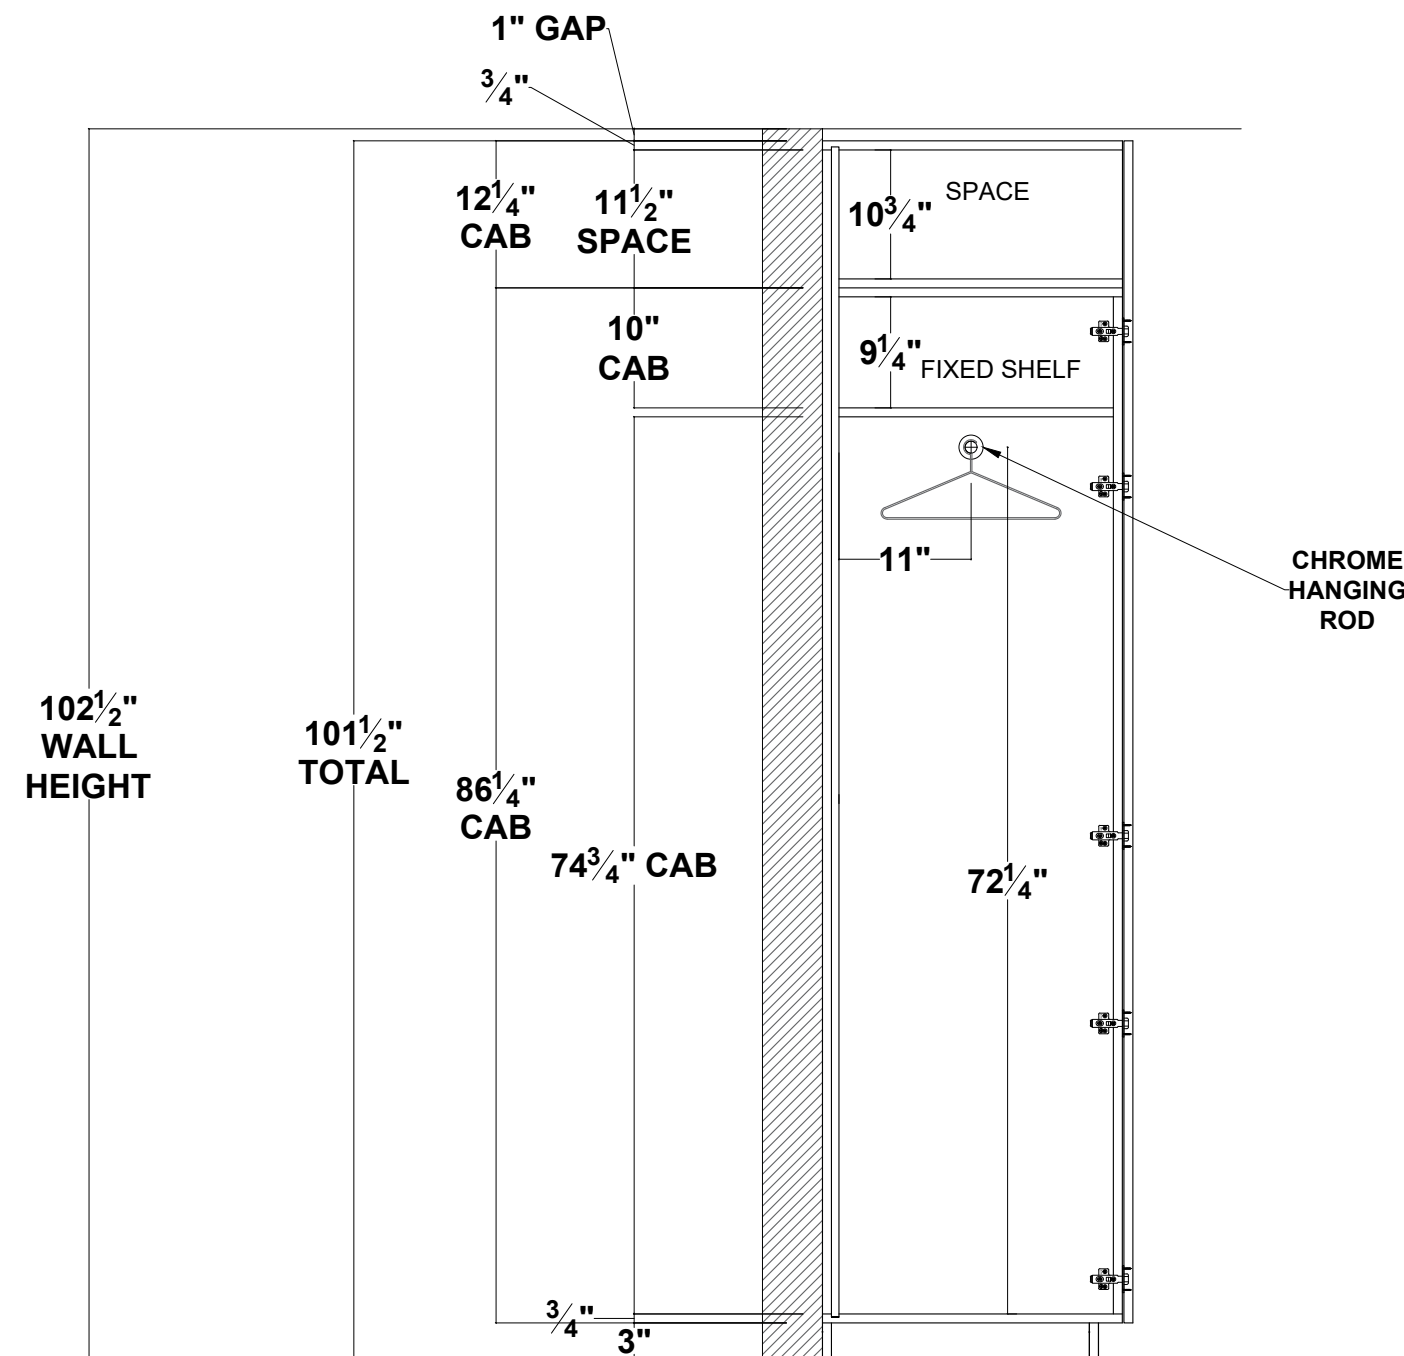 1" GAP
3/4"
12 1/4"
CAB
11 1/2"
SPACE
10 3/4"
SPACE
10"
CAB
9 1/4"
FIXED SHELF
11"
CHROME
HANGING
ROD
102 1/2"
WALL
HEIGHT
101 1/2"
TOTAL
86 1/4"
CAB
74 3/4" CAB
72 1/4"
3/4"
3"